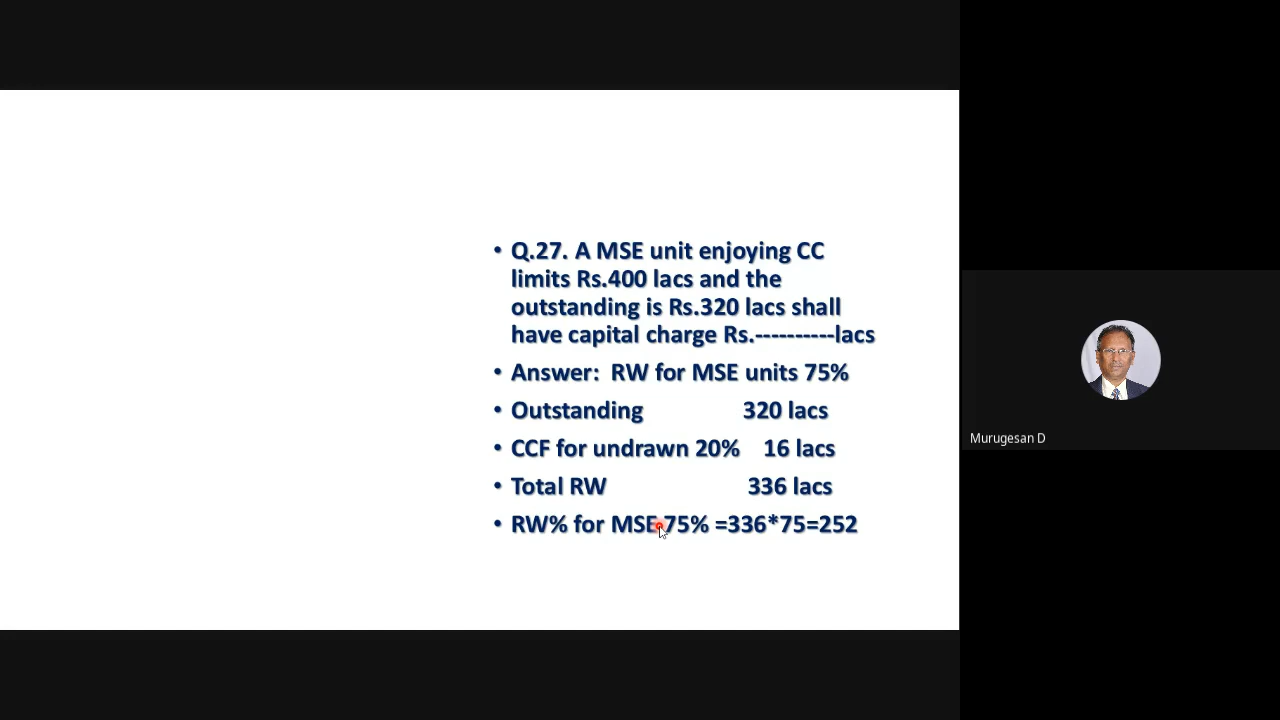 • Q.27. A MSE unit enjoying CC
limits Rs.400 lacs and the
outstanding is Rs.320 lacs shall
have capital charge Rs.----------lacs
• Answer: RW for MSE units 75%
• Outstanding 320 lacs
• CCF for undrawn 20% 16 lacs
• Total RW 336 lacs
• RW% for MSE 75% =336*75=252
Murugesan D